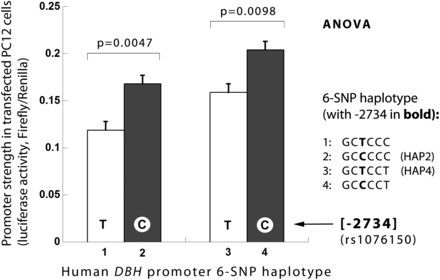 Promoter strength in transfected PC12 cells
(luciferase activity, Firefly/Renilla)
0.25
0.2
0.15
0.1
0.05
0
p=0.0047
p=0.0098
T
C
T
C
1 2 3 4
Human DBH promoter 6-SNP haplotype
ANOVA
6-SNP haplotype
(with -2734 in bold):
1: GCTCCC
2: GCCCCC (HAP2)
3: GCTCCT (HAP4)
4: GCCCCT
[-2734]
(rs1076150)